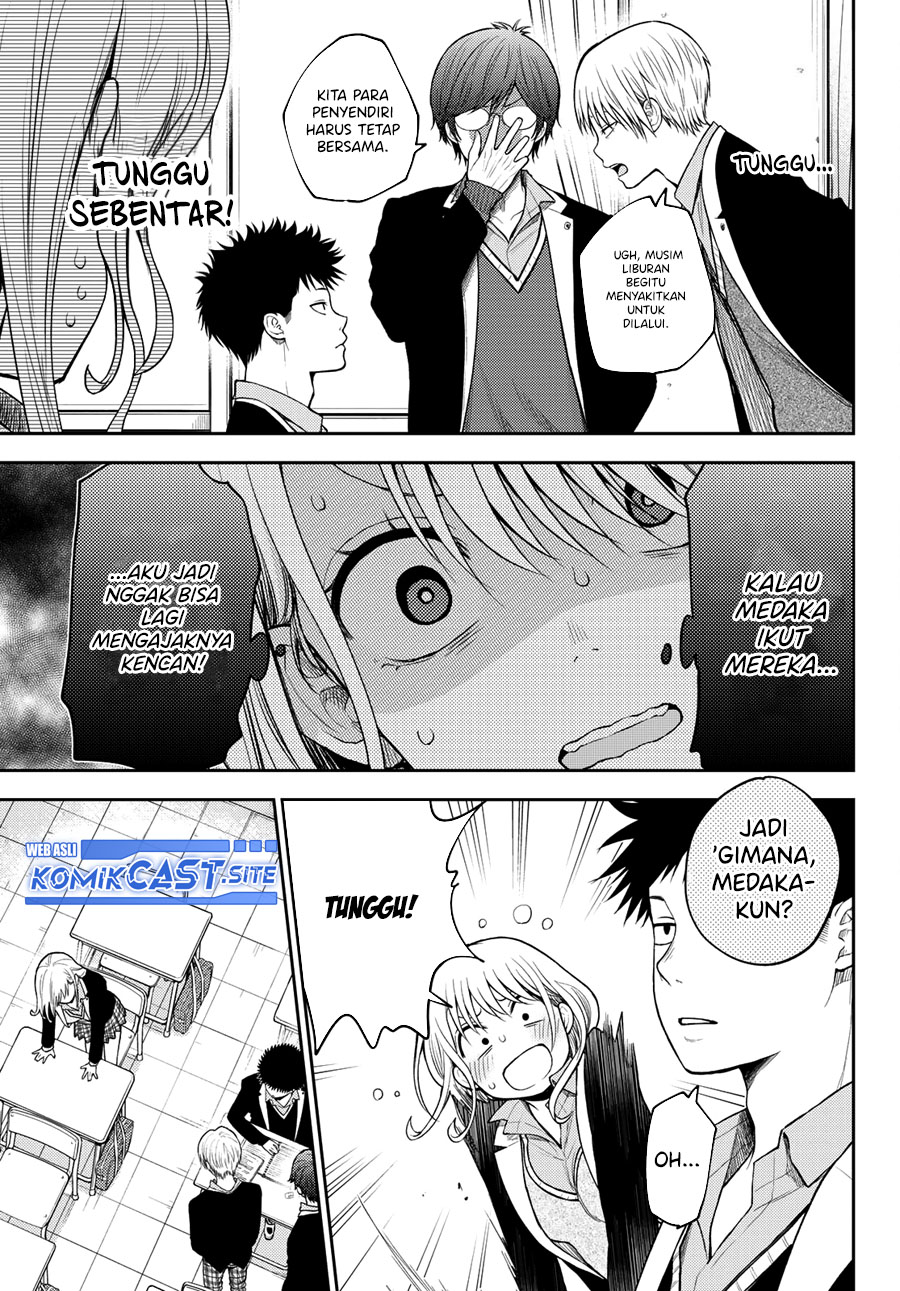 TUNGGU...
UGH, MUSIM
LIBURAN
BEGITU
MENYAKITKAN
UNTUK
DILALUI.
KITA PARA
PENYENDIRI
HARUS TETAP
BERSAMA.
TUNGGU
SEBENTAR!
KALAU
MEDAKA
IKUT
MEREKA...
...AKU JADI
NGGAK BISA
LAGI
MENGAJAKNYA
KENCAN!
JADI
'GIMANA,
MEDAKA-
KUN?
OH...
TUNGGU!
WEB ASLI
KOMIKCAST.SITE